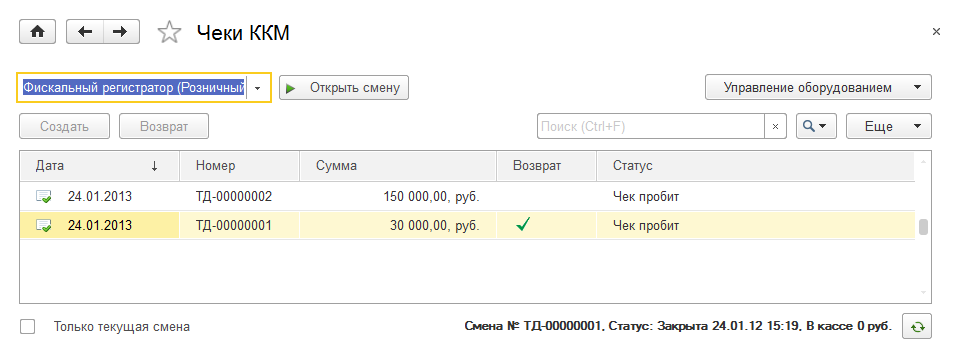 Чеки ККМ
Фискальный регистратор (Розничный
Открыть смену
Управление оборудованием
Создать
Возврат
Поиск (Ctrl+F)
Еще
Дата Номер Сумма Возврат Статус
24.01.2013 ТД-00000002 150 000,00, руб. Чек пробит
24.01.2013 ТД-00000001 30 000,00, руб. Чек пробит
Только текущая смена
Смена № ТД-00000001, Статус: Закрыта 24.01.12 15:19, В кассе 0 руб.